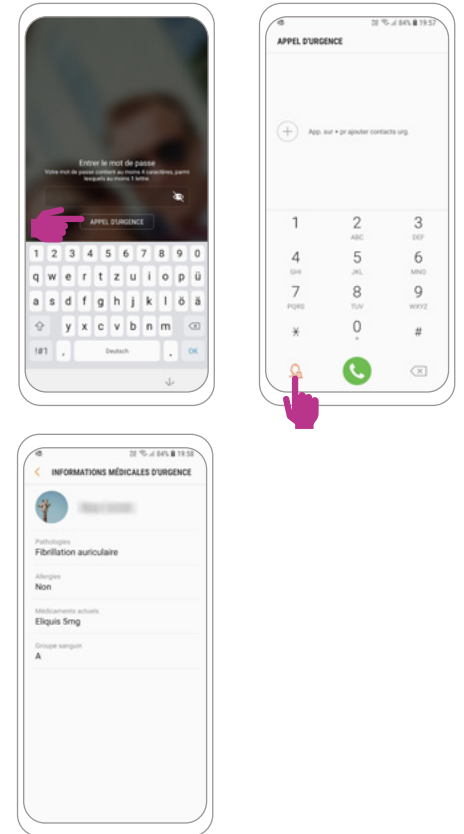 Entrer le mot de passe
Votre mot de passe contient au moins 4 caractères, parmi
lesquels au moins 1 lettre.
APPEL D'URGENCE
1 2 3 4 5 6 7 8 9 0
q w e r t z u i o p ü
a s d f g h j k l ö ä
y x c v b n m
!#1 , Deutsch . OK
84% 19:57
APPEL D'URGENCE
App. sur + pr ajouter contacts urg.
1 2 3
ABC DEF
4 5 6
GHI JKL MNO
7 8 9
PQRS TUV WXYZ
* 0 #
+
84% 19:58
< INFORMATIONS MÉDICALES D'URGENCE
Pathologies
Fibrillation auriculaire
Allergies
Non
Médicaments actuels
Eliquis 5mg
Groupe sanguin
A